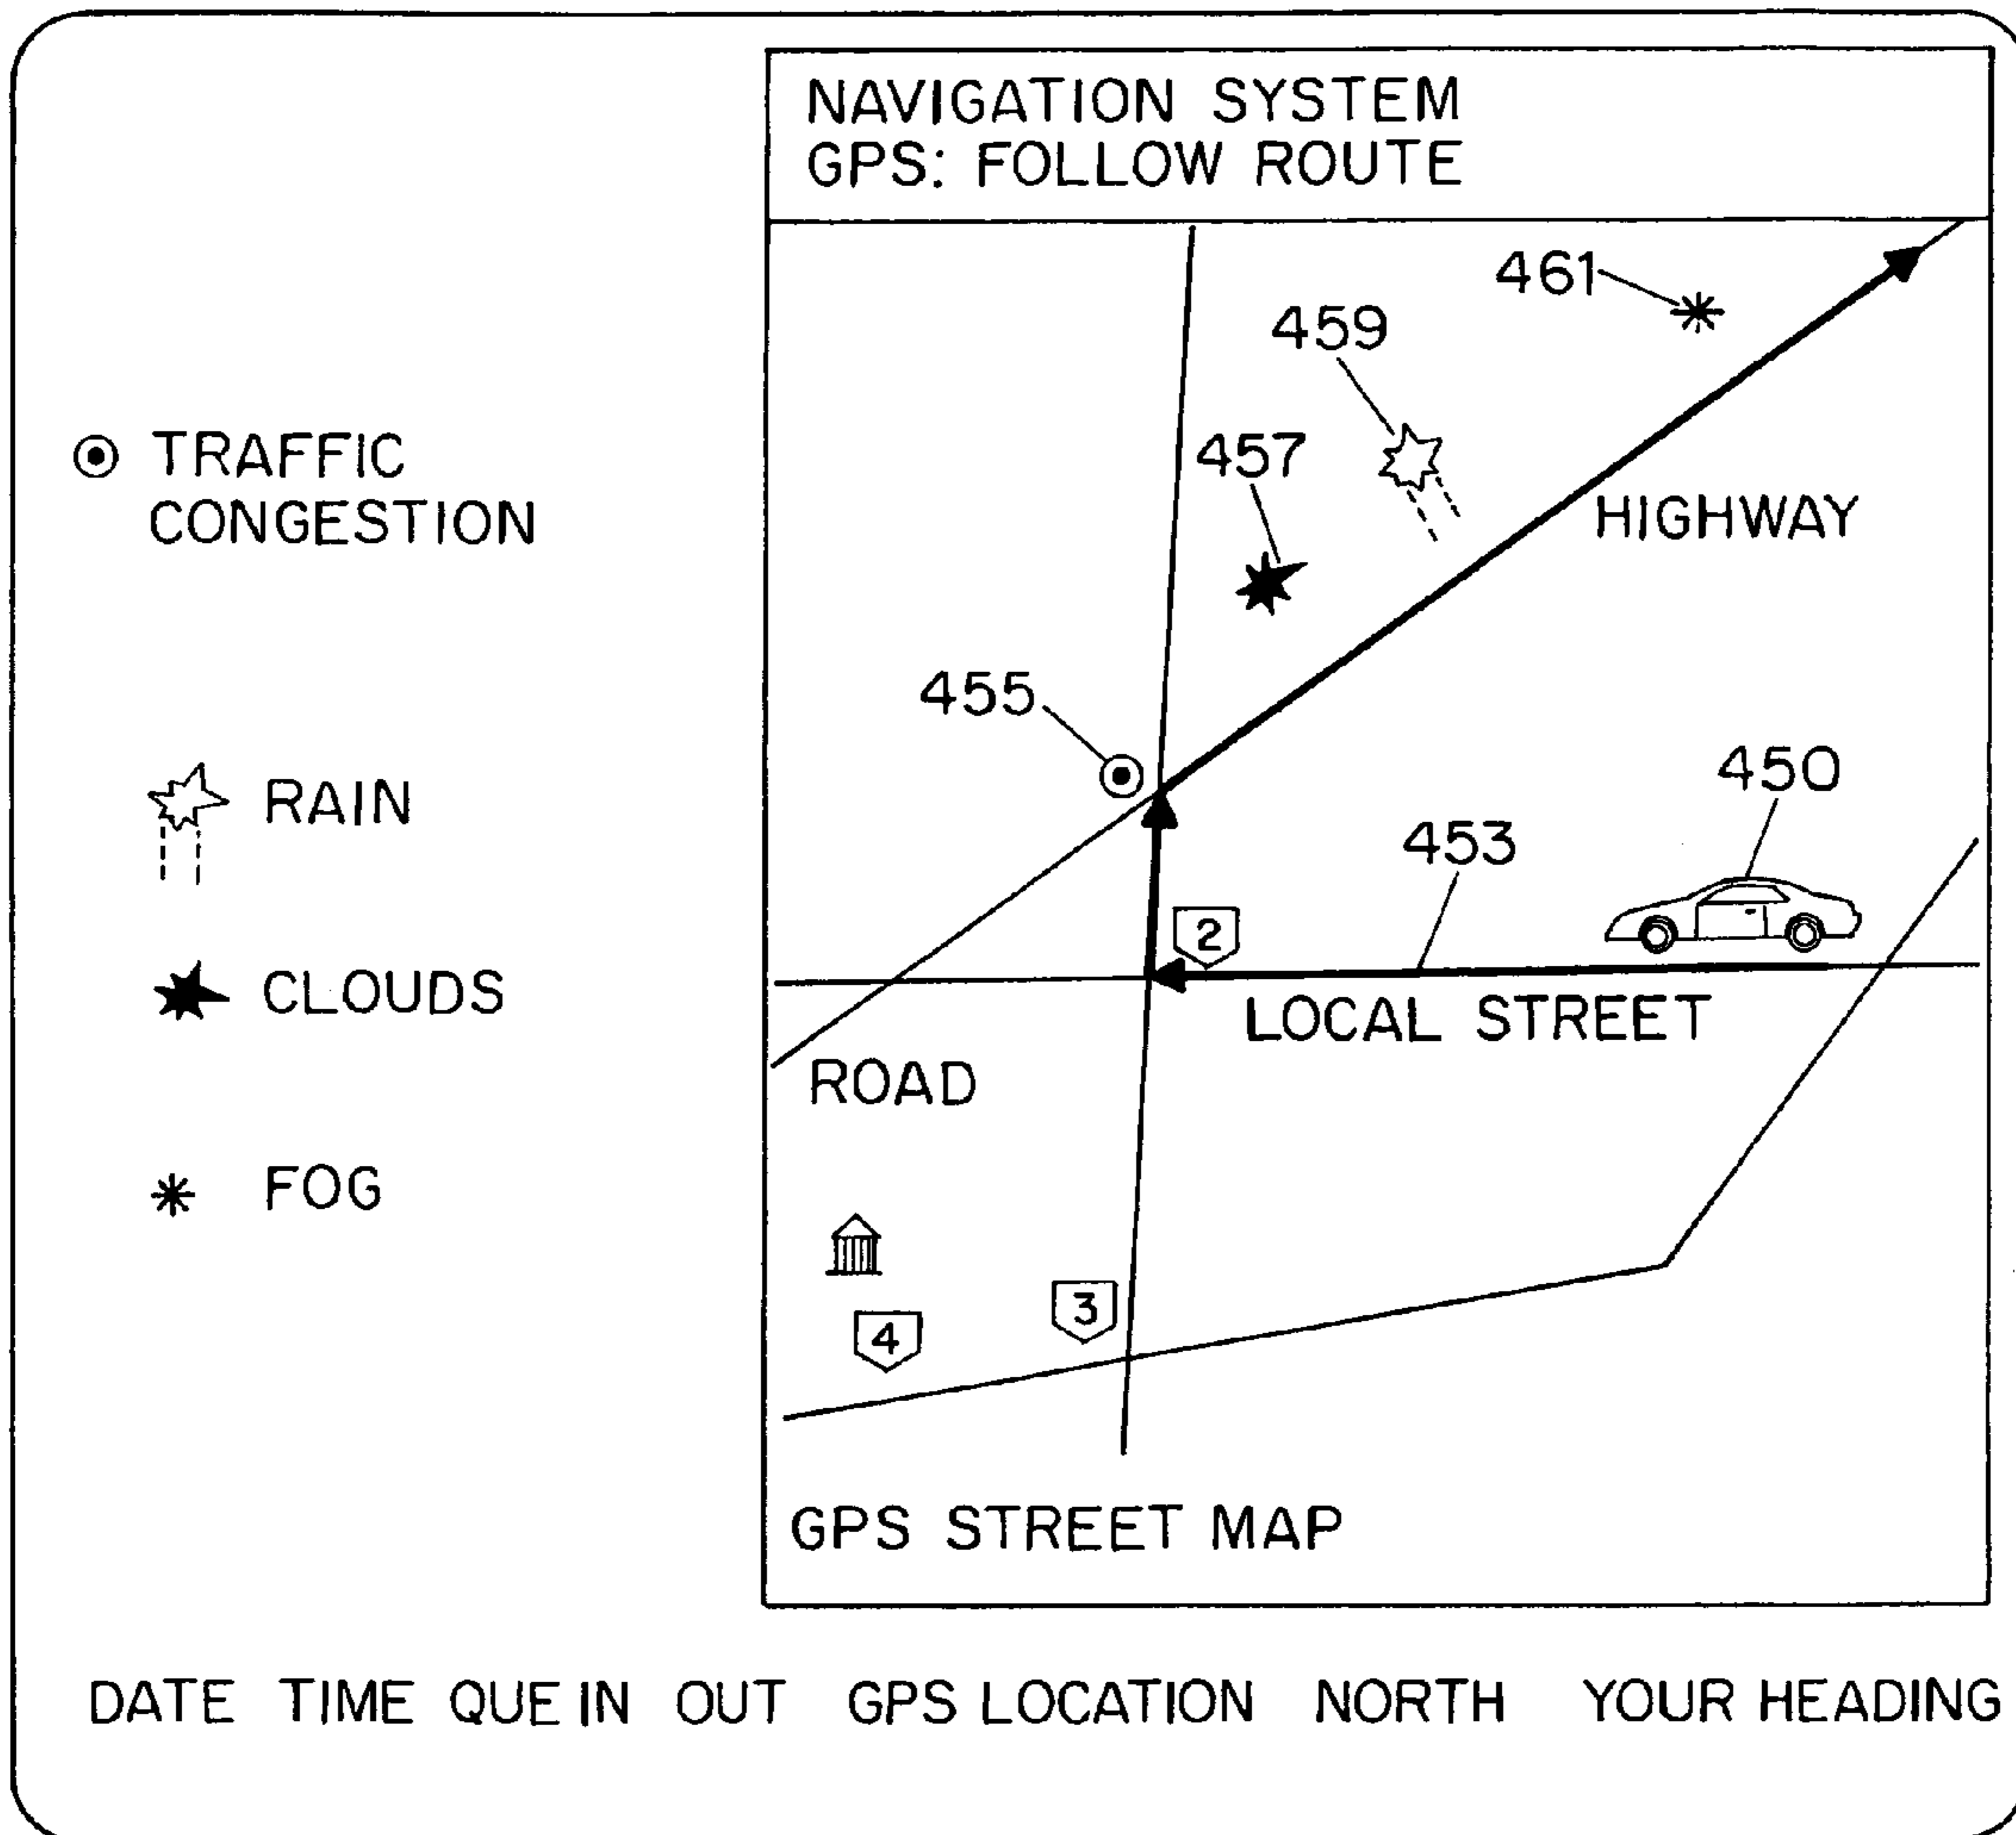 NAVIGATION SYSTEM
GPS: FOLLOW ROUTE
461
459
457
TRAFFIC
CONGESTION
HIGHWAY
455
450
453
RAIN
2
CLOUDS
LOCAL STREET
ROAD
FOG
3
4
GPS STREET MAP
DATE TIME QUE IN OUT GPS LOCATION NORTH YOUR HEADING